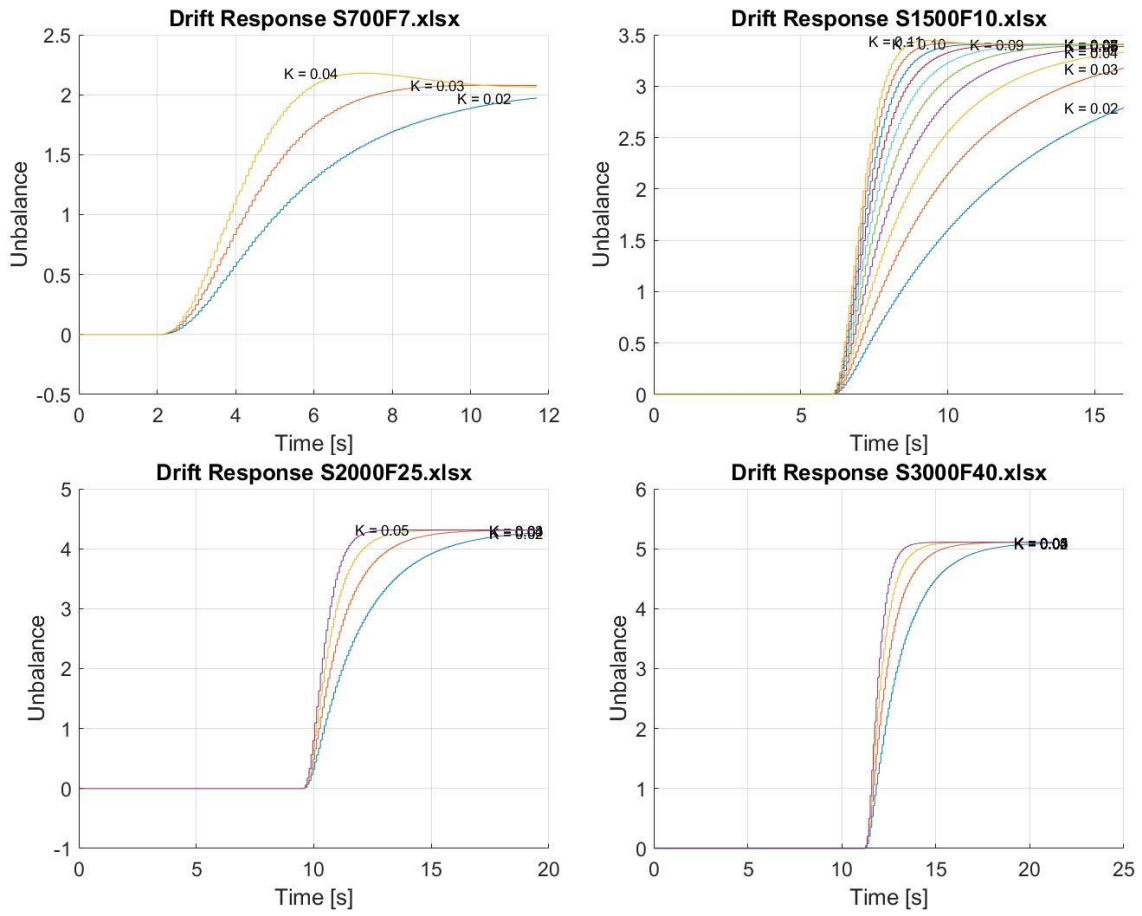 Drift Response S700F7.xlsx
2.5
2
1.5
1
0.5
0
-0.5
Unbalance
K = 0.04
K = 0.03
K = 0.02
0
2
4
6
8
10
12
Time [s]
Drift Response S1500F10.xlsx
3.5
3
2.5
2
1.5
1
0.5
0
Unbalance
K = 0.11
K = 0.10
K = 0.09
K = 0.04
K = 0.03
K = 0.02
0
5
10
15
Time [s]
Drift Response S2000F25.xlsx
5
4
3
2
1
0
-1
Unbalance
K = 0.05
K = 0.02
0
5
10
15
20
Time [s]
Drift Response S3000F40.xlsx
6
5
4
3
2
1
0
Unbalance
0
5
10
15
20
25
Time [s]